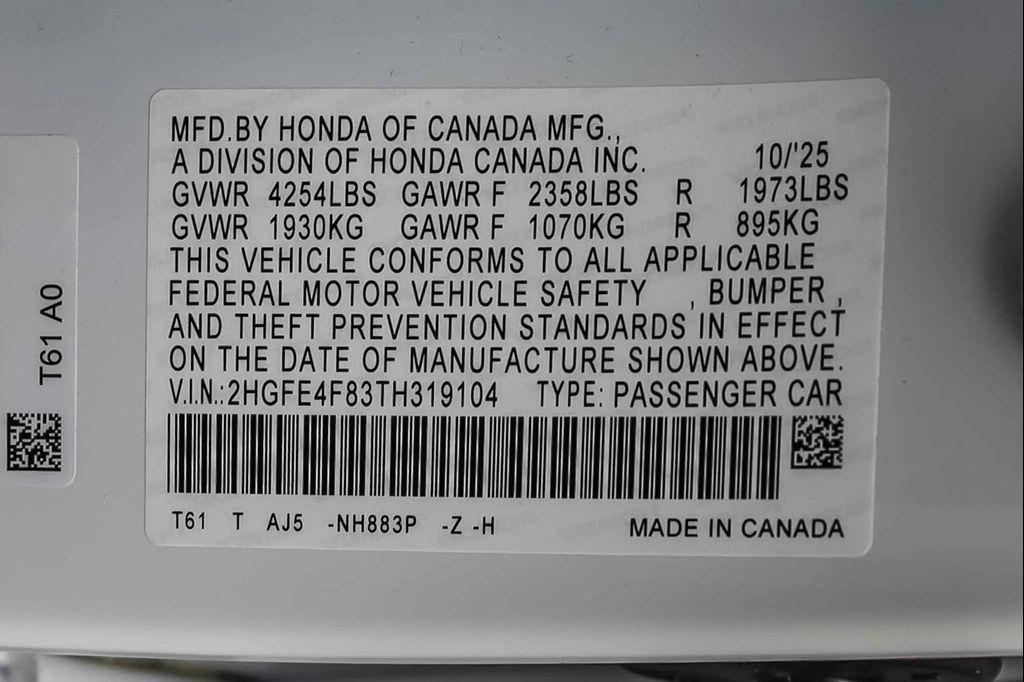 MFD.BY HONDA OF CANADA MFG.,
A DIVISION OF HONDA CANADA INC. 10/'25
GVWR 4254LBS GAWR F 2358LBS R 1973LBS
GVWR 1930KG GAWR F 1070KG R 895KG
THIS VEHICLE CONFORMS TO ALL APPLICABLE
FEDERAL MOTOR VEHICLE SAFETY , BUMPER ,
AND THEFT PREVENTION STANDARDS IN EFFECT
ON THE DATE OF MANUFACTURE SHOWN ABOVE.
V.I.N.:2HGFE4F83TH319104 TYPE: PASSENGER CAR
T61 T AJ5 -NH883P -Z -H MADE IN CANADA
T61 A0